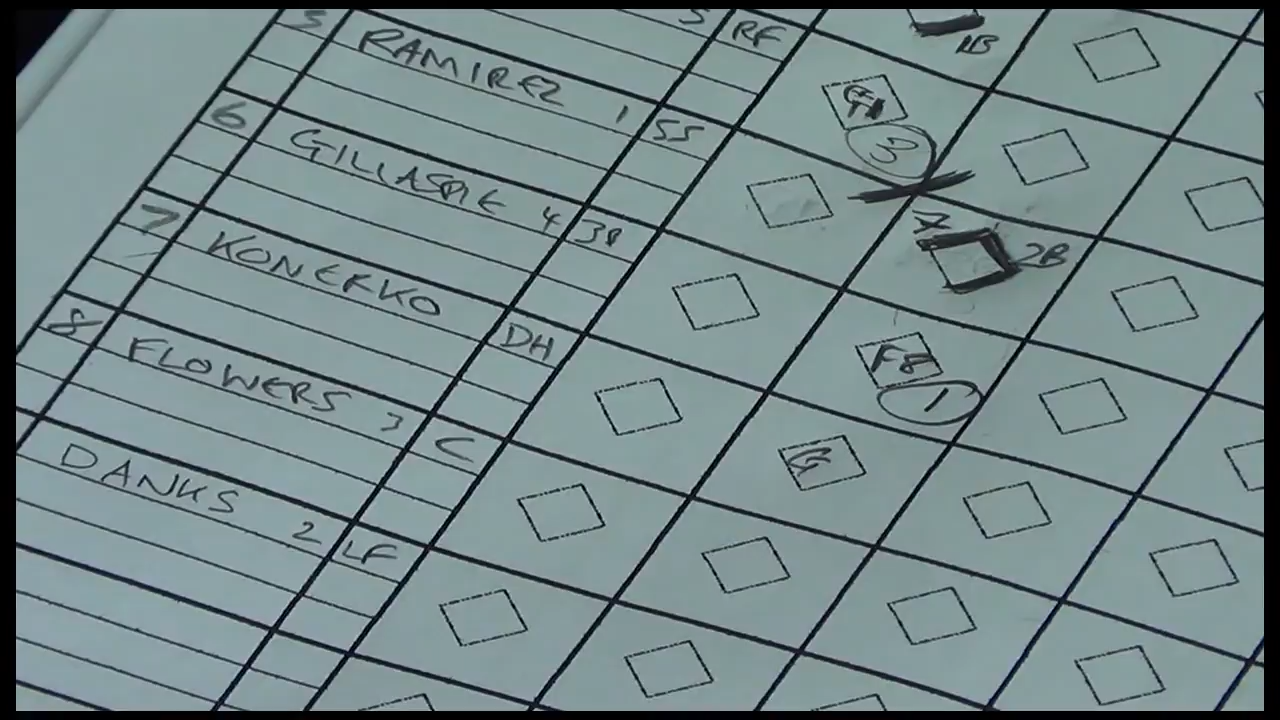 5 RF
1B
5 RAMIREZ 1 SS
3
6 GILLASPIE 4 3B
2B
7 KONERKO DH
F8
1
8 FLOWERS 3 C
DANKS 2 LF